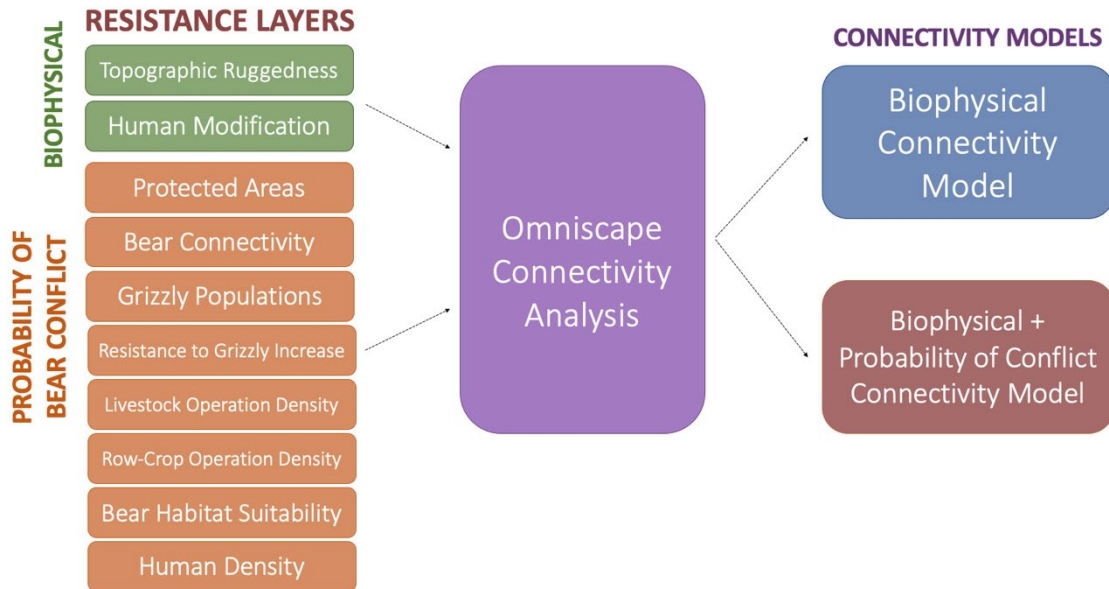 RESISTANCE LAYERS
BIOPHYSICAL
Topographic Ruggedness
Human Modification
PROBABILITY OF
BEAR CONFLICT
Protected Areas
Bear Connectivity
Grizzly Populations
Resistance to Grizzly Increase
Livestock Operation Density
Row-Crop Operation Density
Bear Habitat Suitability
Human Density
Omniscape
Connectivity
Analysis
CONNECTIVITY MODELS
Biophysical
Connectivity
Model
Biophysical +
Probability of Conflict
Connectivity Model